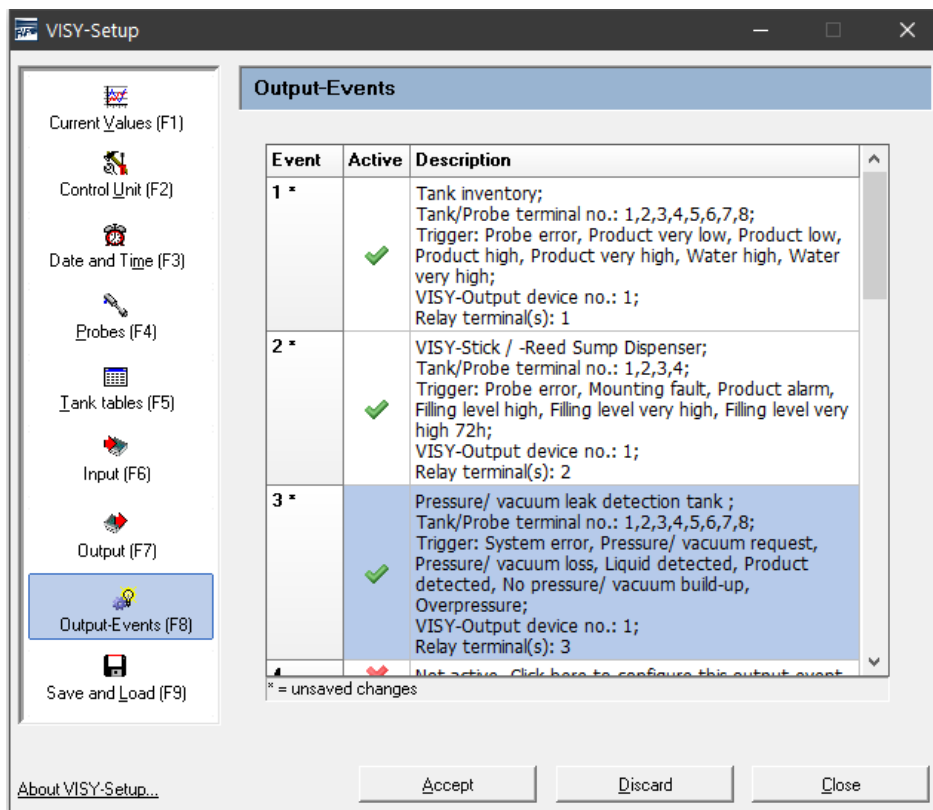 VISY-Setup
Output-Events
Current Values (F1)
Control Unit (F2)
Date and Time (F3)
Probes (F4)
Tank tables (F5)
Input (F6)
Output (F7)
Output-Events (F8)
Save and Load (F9)
Event Active Description
1 * Tank inventory;
Tank/Probe terminal no.: 1,2,3,4,5,6,7,8;
Trigger: Probe error, Product very low, Product low,
Product high, Product very high, Water high, Water
very high;
VISY-Output device no.: 1;
Relay terminal(s): 1
2 * VISY-Stick / -Reed Sump Dispenser;
Tank/Probe terminal no.: 1,2,3,4;
Trigger: Probe error, Mounting fault, Product alarm,
Filling level high, Filling level very high, Filling level very
high 72h;
VISY-Output device no.: 1;
Relay terminal(s): 2
3 * Pressure/ vacuum leak detection tank ;
Tank/Probe terminal no.: 1,2,3,4,5,6,7,8;
Trigger: System error, Pressure/ vacuum request,
Pressure/ vacuum loss, Liquid detected, Product
detected, No pressure/ vacuum build-up,
Overpressure;
VISY-Output device no.: 1;
Relay terminal(s): 3
4 Not active. Click here to configure this output event
* = unsaved changes
About VISY-Setup...
Accept
Discard
Close